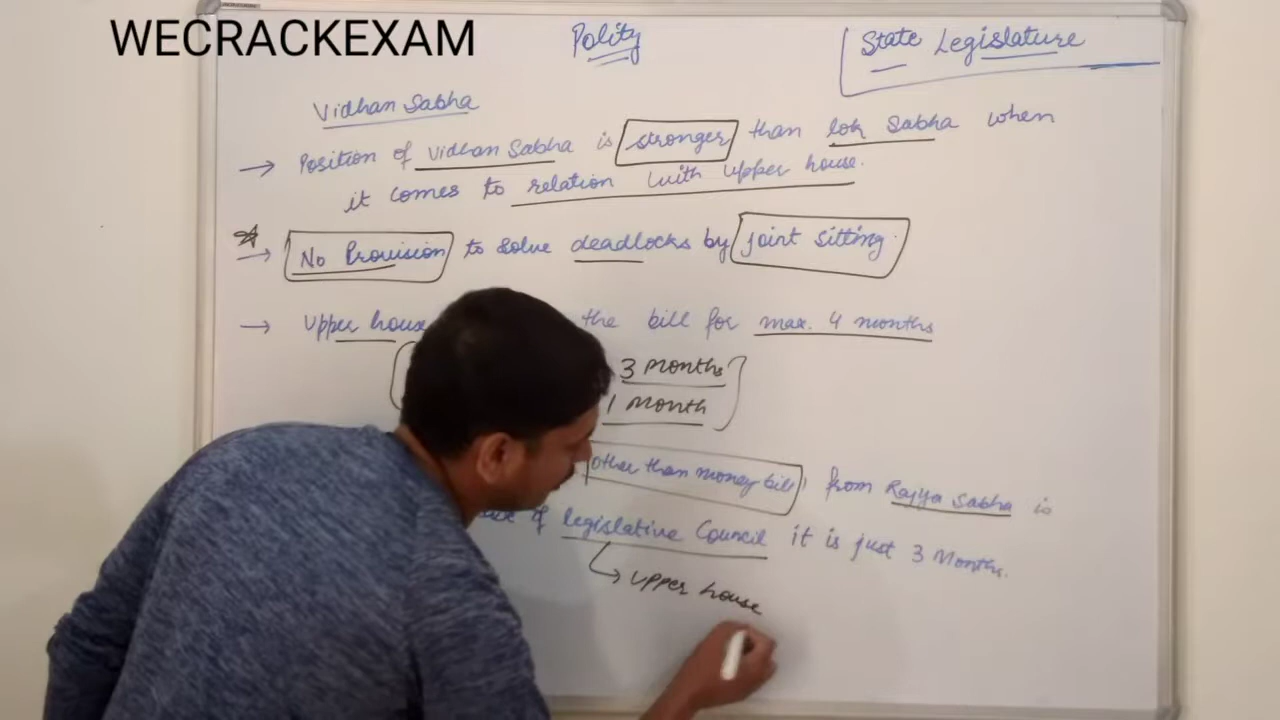 WECRACKEXAM
Polity
State Legislature
Vidhan Sabha
→ Position of Vidhan Sabha is stronger than Lok Sabha when
it comes to relation with upper house.
→ No Provision to solve deadlocks by joint sitting.
→ Upper house the bill for max. 4 months
3 months
1 month
other than money bill, from Rajya Sabha is
of legislative Council it is just 3 Months.
→ Upper house